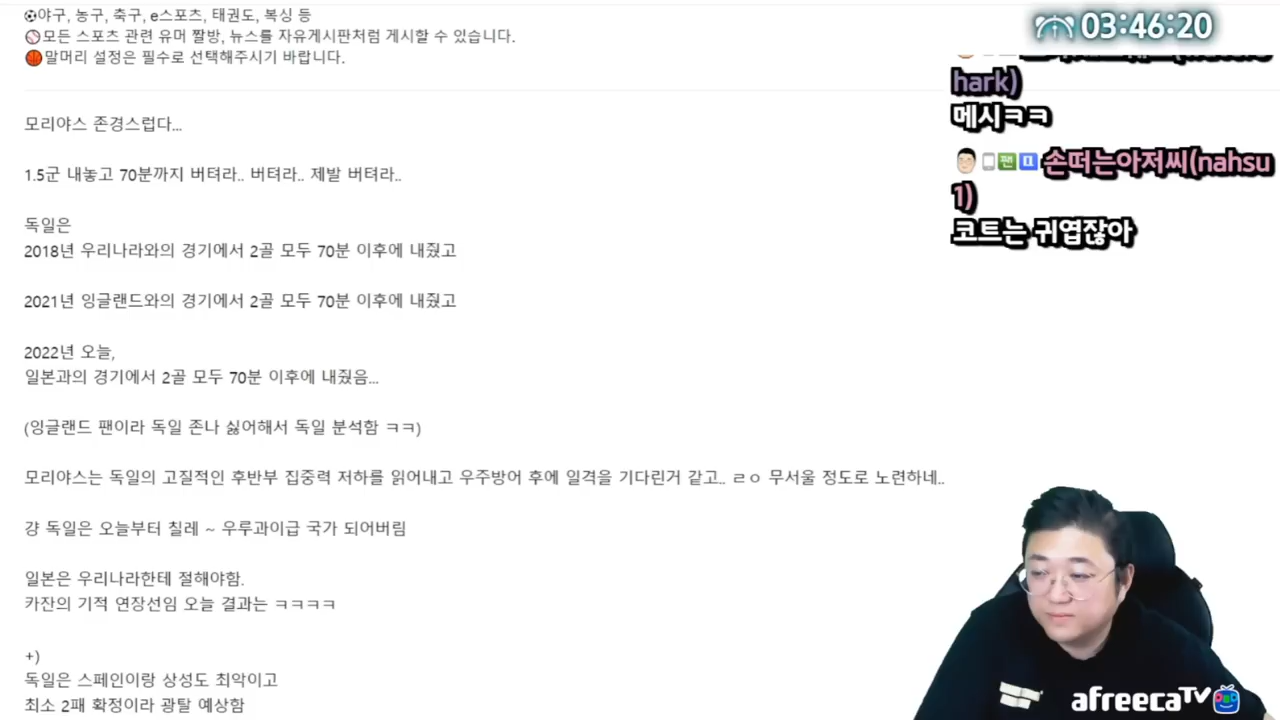 ⚽야구, 농구, 축구, e스포츠, 태권도, 복싱 등
⚾모든 스포츠 관련 유머 짤방, 뉴스를 자유게시판처럼 게시할 수 있습니다.
🏀말머리 설정은 필수로 선택해주시기 바랍니다.
모리야스 존경스럽다...
1.5군 내놓고 70분까지 버텨라.. 버텨라.. 제발 버텨라..
독일은
2018년 우리나라와의 경기에서 2골 모두 70분 이후에 내줬고
2021년 잉글랜드와의 경기에서 2골 모두 70분 이후에 내줬고
2022년 오늘,
일본과의 경기에서 2골 모두 70분 이후에 내줬음...
(잉글랜드 팬이라 독일 존나 싫어해서 독일 분석함 ㅋㅋ)
모리야스는 독일의 고질적인 후반부 집중력 저하를 읽어내고 우주방어 후에 일격을 기다린거 같고.. ㄹㅇ 무서울 정도로 노련하네..
걍 독일은 오늘부터 칠레 ~ 우루과이급 국가 되어버림
일본은 우리나라한테 절해야함.
카잔의 기적 연장선임 오늘 결과는 ㅋㅋㅋㅋ
+)
독일은 스페인이랑 상성도 최악이고
최소 2패 확정이라 광탈 예상함
03:46:20
hark)
메시ㅋㅋ
팬 손떠는아저씨(nahsu
1)
코트는 귀엽잖아
afreecaTV